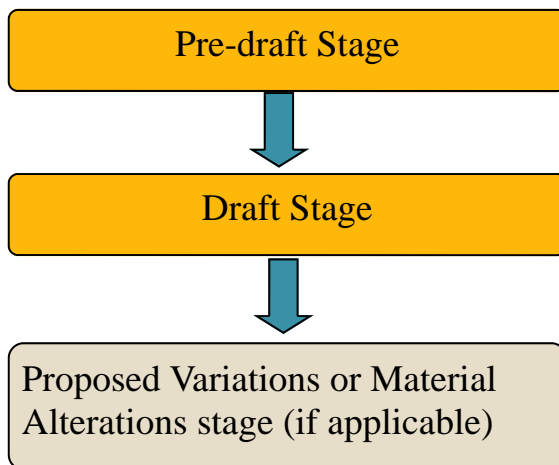 Pre-draft Stage
Draft Stage
Proposed Variations or Material
Alterations stage (if applicable)